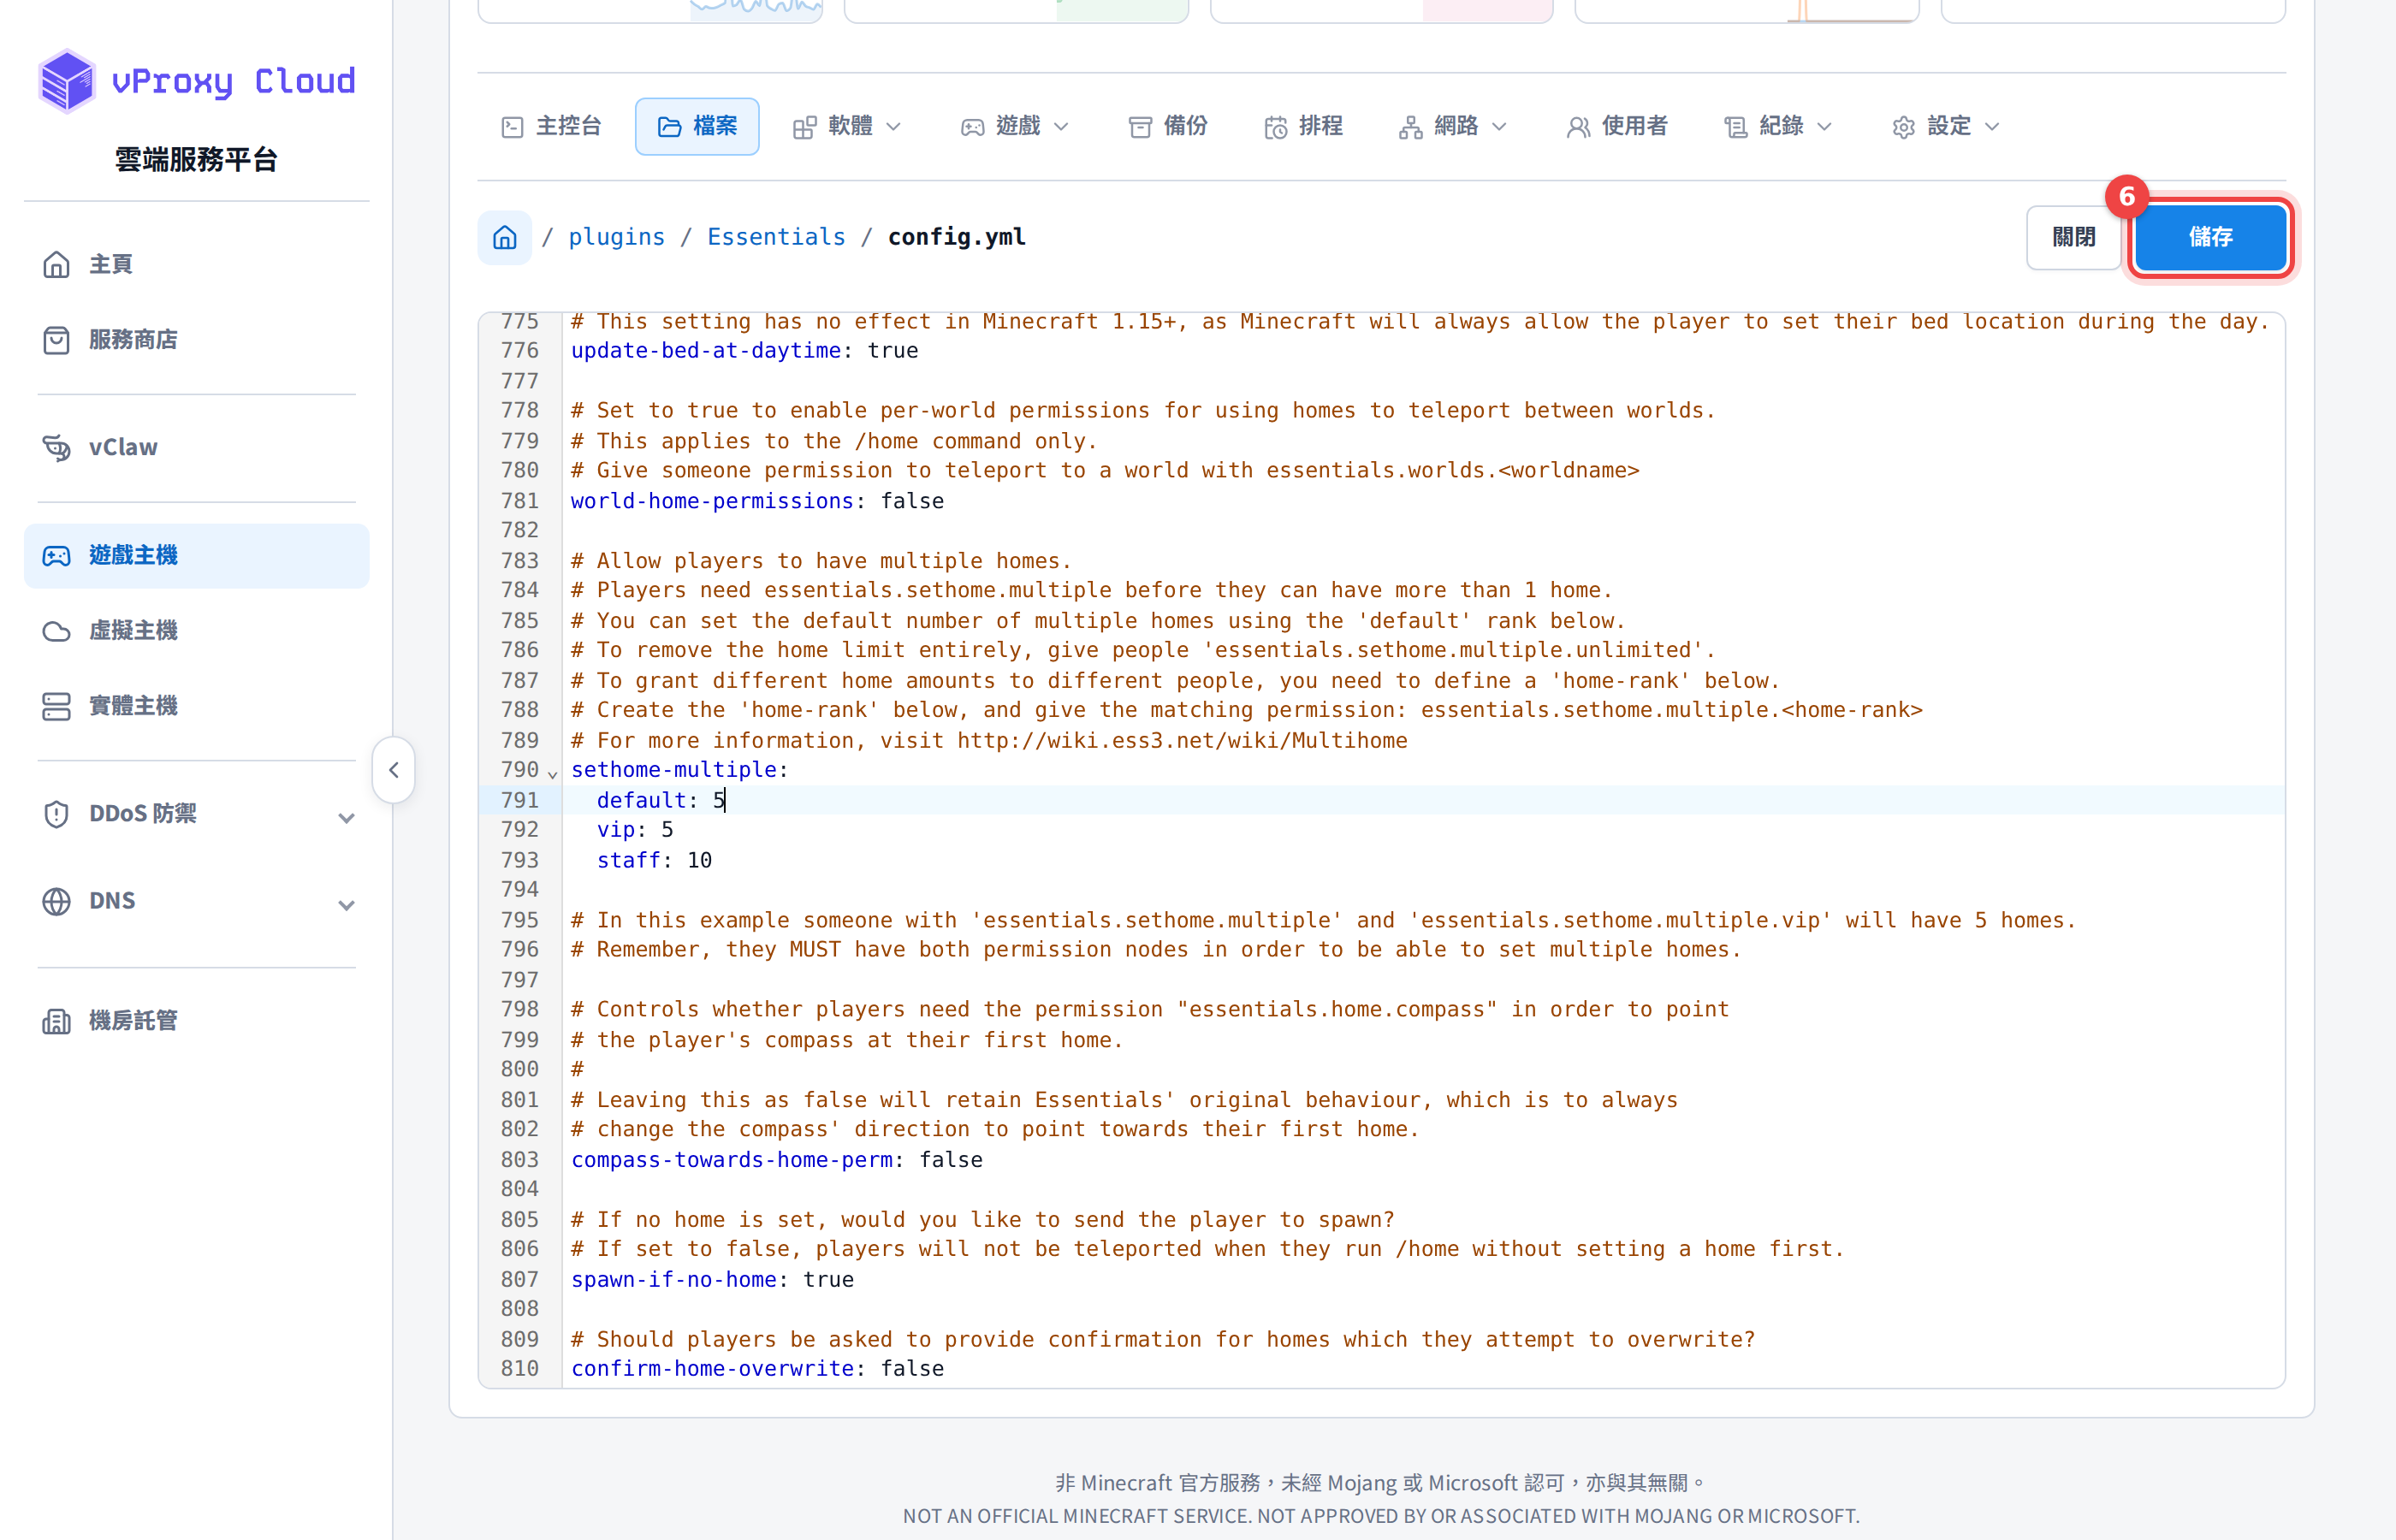 vProxy Cloud
雲端服務平台
主頁
服務商店
vClaw
遊戲主機
虛擬主機
實體主機
DDoS 防禦
DNS
機房託管
主控台 檔案 軟體 遊戲 備份 排程 網路 使用者 紀錄 設定
/ plugins / Essentials / config.yml
關閉
6
儲存
775 # This setting has no effect in Minecraft 1.15+, as Minecraft will always allow the player to set their bed location during the day.
776 update-bed-at-daytime: true
777
778 # Set to true to enable per-world permissions for using homes to teleport between worlds.
779 # This applies to the /home command only.
780 # Give someone permission to teleport to a world with essentials.worlds.<worldname>
781 world-home-permissions: false
782
783 # Allow players to have multiple homes.
784 # Players need essentials.sethome.multiple before they can have more than 1 home.
785 # You can set the default number of multiple homes using the 'default' rank below.
786 # To remove the home limit entirely, give people 'essentials.sethome.multiple.unlimited'.
787 # To grant different home amounts to different people, you need to define a 'home-rank' below.
788 # Create the 'home-rank' below, and give the matching permission: essentials.sethome.multiple.<home-rank>
789 # For more information, visit http://wiki.ess3.net/wiki/Multihome
790 sethome-multiple:
791   default: 5
792   vip: 5
793   staff: 10
794
795 # In this example someone with 'essentials.sethome.multiple' and 'essentials.sethome.multiple.vip' will have 5 homes.
796 # Remember, they MUST have both permission nodes in order to be able to set multiple homes.
797
798 # Controls whether players need the permission "essentials.home.compass" in order to point
799 # the player's compass at their first home.
800 #
801 # Leaving this as false will retain Essentials' original behaviour, which is to always
802 # change the compass' direction to point towards their first home.
803 compass-towards-home-perm: false
804
805 # If no home is set, would you like to send the player to spawn?
806 # If set to false, players will not be teleported when they run /home without setting a home first.
807 spawn-if-no-home: true
808
809 # Should players be asked to provide confirmation for homes which they attempt to overwrite?
810 confirm-home-overwrite: false
非 Minecraft 官方服務，未經 Mojang 或 Microsoft 認可，亦與其無關。
NOT AN OFFICIAL MINECRAFT SERVICE. NOT APPROVED BY OR ASSOCIATED WITH MOJANG OR MICROSOFT.